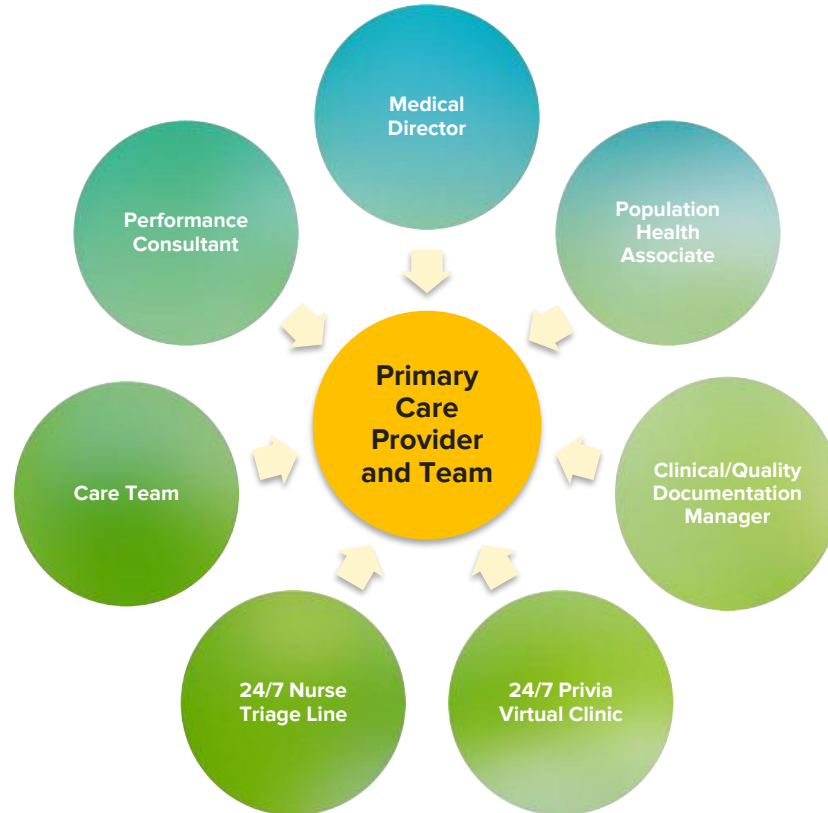 Medical
Director
Performance
Consultant
Population
Health
Associate
Primary
Care
Provider
and Team
Care Team
Clinical/Quality
Documentation
Manager
24/7 Nurse
Triage Line
24/7 Privia
Virtual Clinic